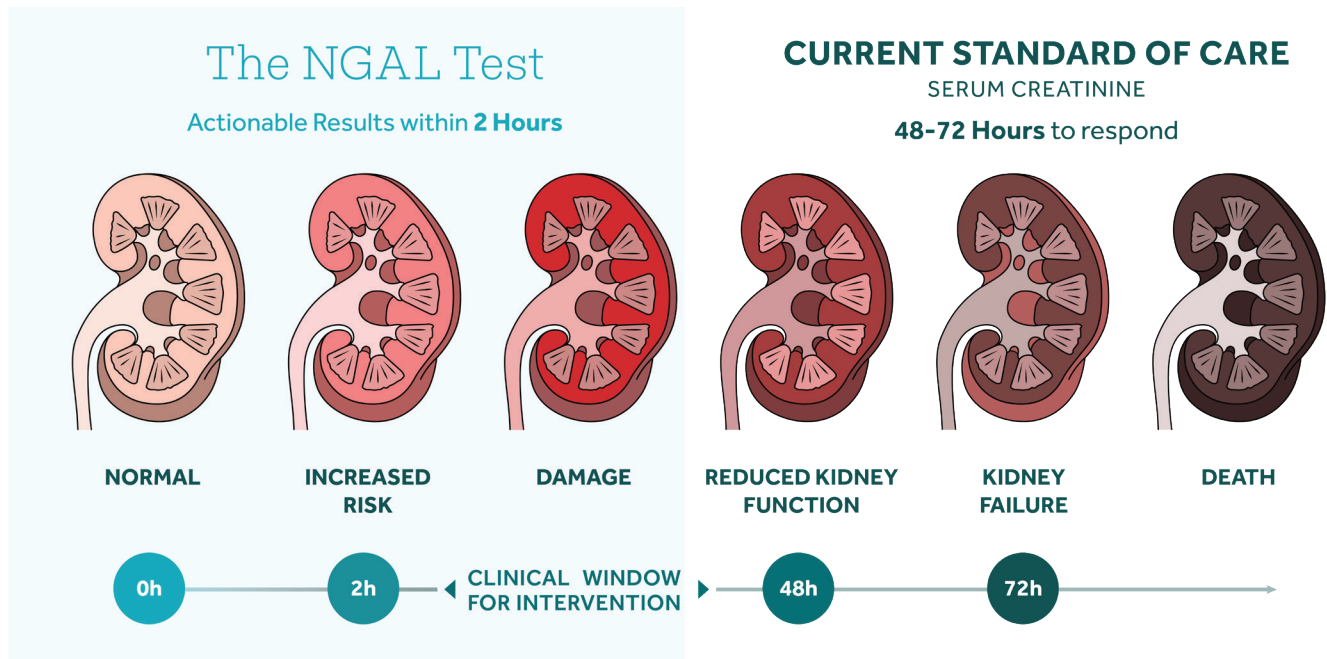 The NGAL Test
Actionable Results within 2 Hours
CURRENT STANDARD OF CARE
SERUM CREATININE
48-72 Hours to respond
NORMAL
INCREASED
RISK
DAMAGE
REDUCED KIDNEY
FUNCTION
KIDNEY
FAILURE
DEATH
0h
2h
CLINICAL WINDOW
FOR INTERVENTION
48h
72h